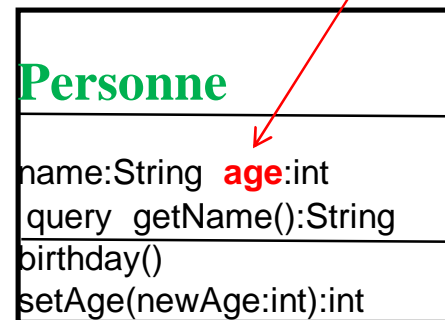 Personne
name:String age:int
query getName():String
birthday()
setAge(newAge:int):int